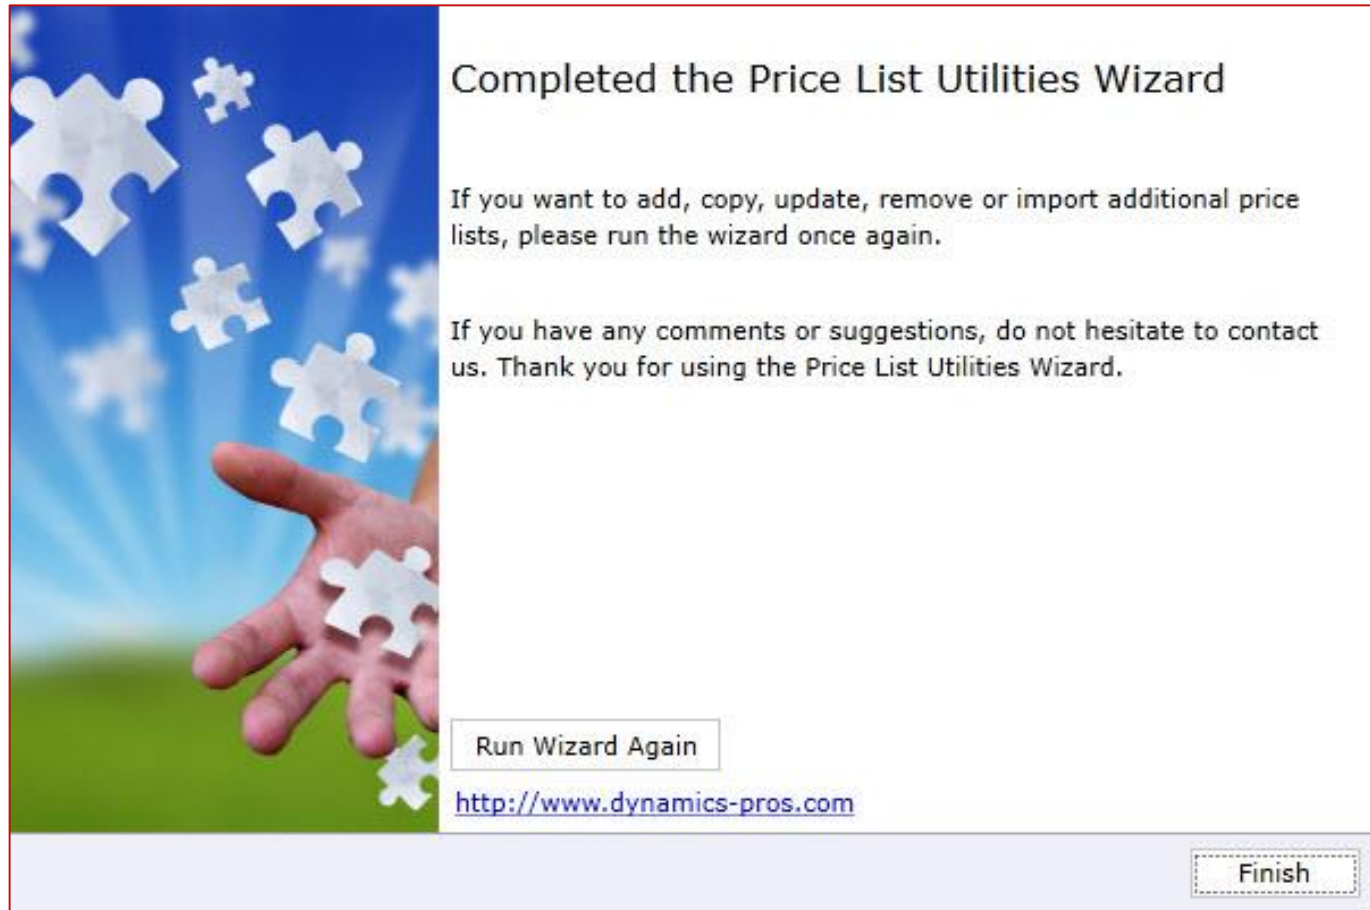 Completed the Price List Utilities Wizard
If you want to add, copy, update, remove or import additional price
lists, please run the wizard once again.
If you have any comments or suggestions, do not hesitate to contact
us. Thank you for using the Price List Utilities Wizard.
Run Wizard Again
http://www.dynamics-pros.com
Finish